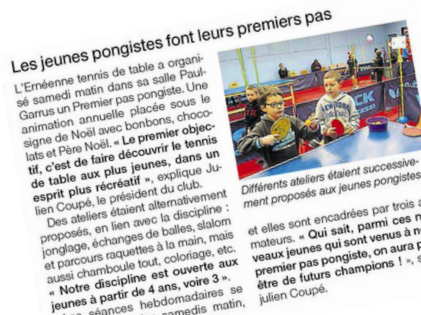 Les jeunes pongistes font leurs premiers pas
L'Ernéenne tennis de table a organi-
sé samedi matin dans sa salle Paul-
Garrus un Premier pas pongiste. Une
animation annuelle placée sous le
signe de Noël avec bonbons, choco-
lats et Père Noël. « Le premier objec-
tif, c'est de faire découvrir le tennis
de table aux plus jeunes, dans un
esprit plus récréatif », explique Ju-
lien Coupé, le président du club.
Des ateliers étaient alternativement
proposés, en lien avec la discipline :
jonglage, échanges de balles, slalom
et parcours raquettes à la main, mais
aussi chamboule tout, coloriage, etc.
« Notre discipline est ouverte aux
jeunes à partir de 4 ans, voire 3 ».
séances hebdomadaires se
samedis matin,
Différents ateliers étaient successive-
ment proposés aux jeunes pongistes
et elles sont encadrées par trois a
mateurs. « Qui sait, parmi ces n
veaux jeunes qui sont venus à n
premier pas pongiste, on aura p
être de futurs champions ! », s
julien Coupé.